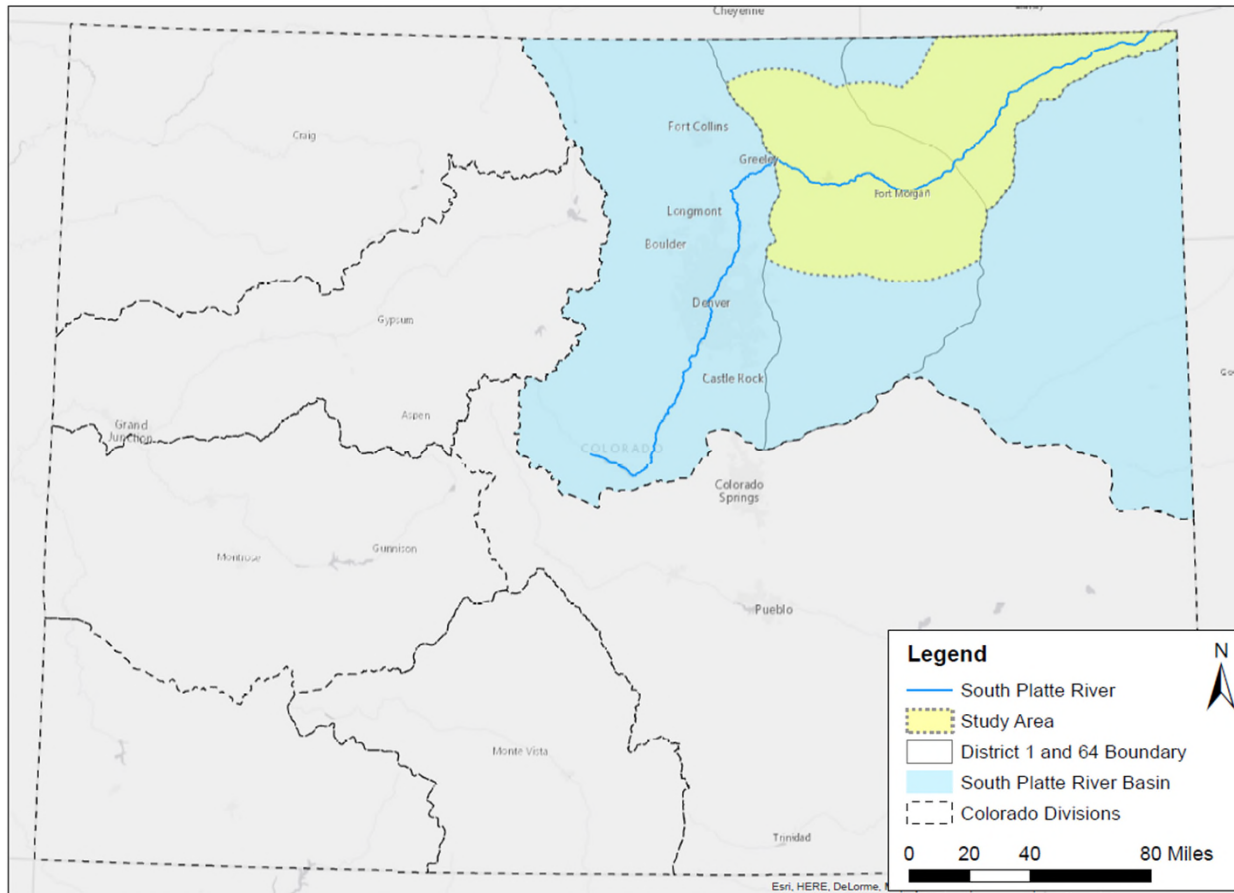 Cheyenne
Craig
Fort Collins
Greeley
Fort Morgan
Longmont
Boulder
Gypsum
Denver
Castle Rock
Aspen
Grand
Junction
COLORADO
Colorado
Springs
Montrose
Gunnison
Pueblo
Monte Vista
Trinidad
Legend
N
South Platte River
Study Area
District 1 and 64 Boundary
South Platte River Basin
Colorado Divisions
0 20 40 80 Miles
Esri, HERE, DeLorme,